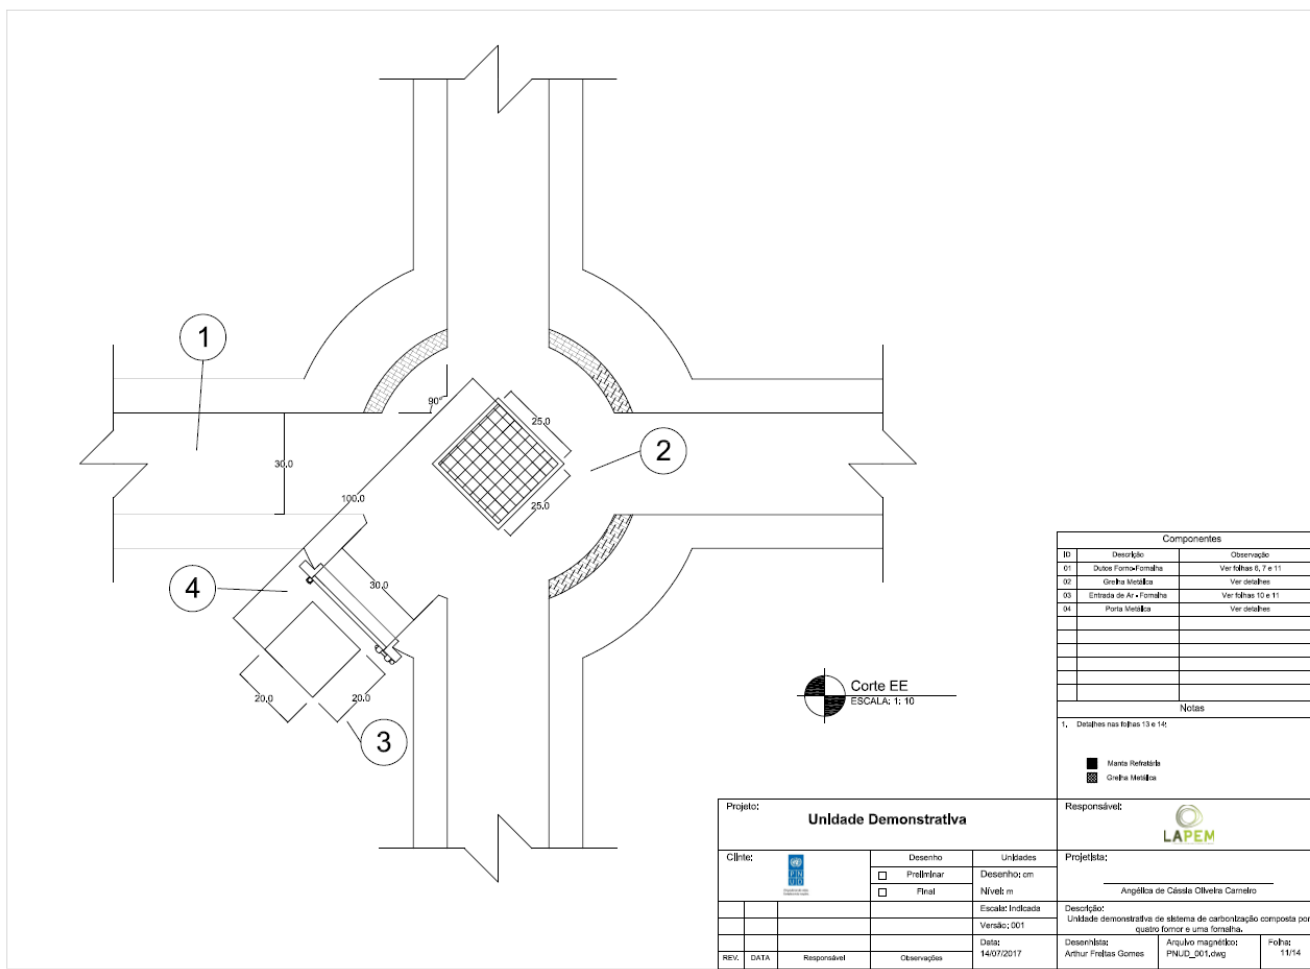 1
90°
25.0
2
30.0
100.0
25.0
4
30.0
20.0
20.0
3
Corte EE
ESCALA: 1: 10
Componentes
ID Descrição Observação
01 Dutos Forno-Fornalha Ver folhas 6, 7 e 11
02 Grelha Metálica Ver detalhes
03 Entrada de Ar - Fornalha Ver folhas 10 e 11
04 Porta Metálica Ver detalhes
Notas
1. Detalhes nas folhas 13 e 14;
Manta Refratária
Grelha Metálica
Projeto:
Unidade Demonstrativa
Responsável:
LAPEM
Clinte:
PNUD
Desenho Unidades
Preliminar Desenho: cm
Final Nível: m
Escala: Indicada
Versão: 001
Data:
14/07/2017
REV. DATA Responsável Observações
Projetista:
Angélica de Cássia Oliveira Carneiro
Descrição:
Unidade demonstrativa de sistema de carbonização composta por
quatro fornor e uma fornalha.
Desenhista: Arquivo magnético: Folha:
Arthur Freitas Gomes PNUD_001.dwg 11/14